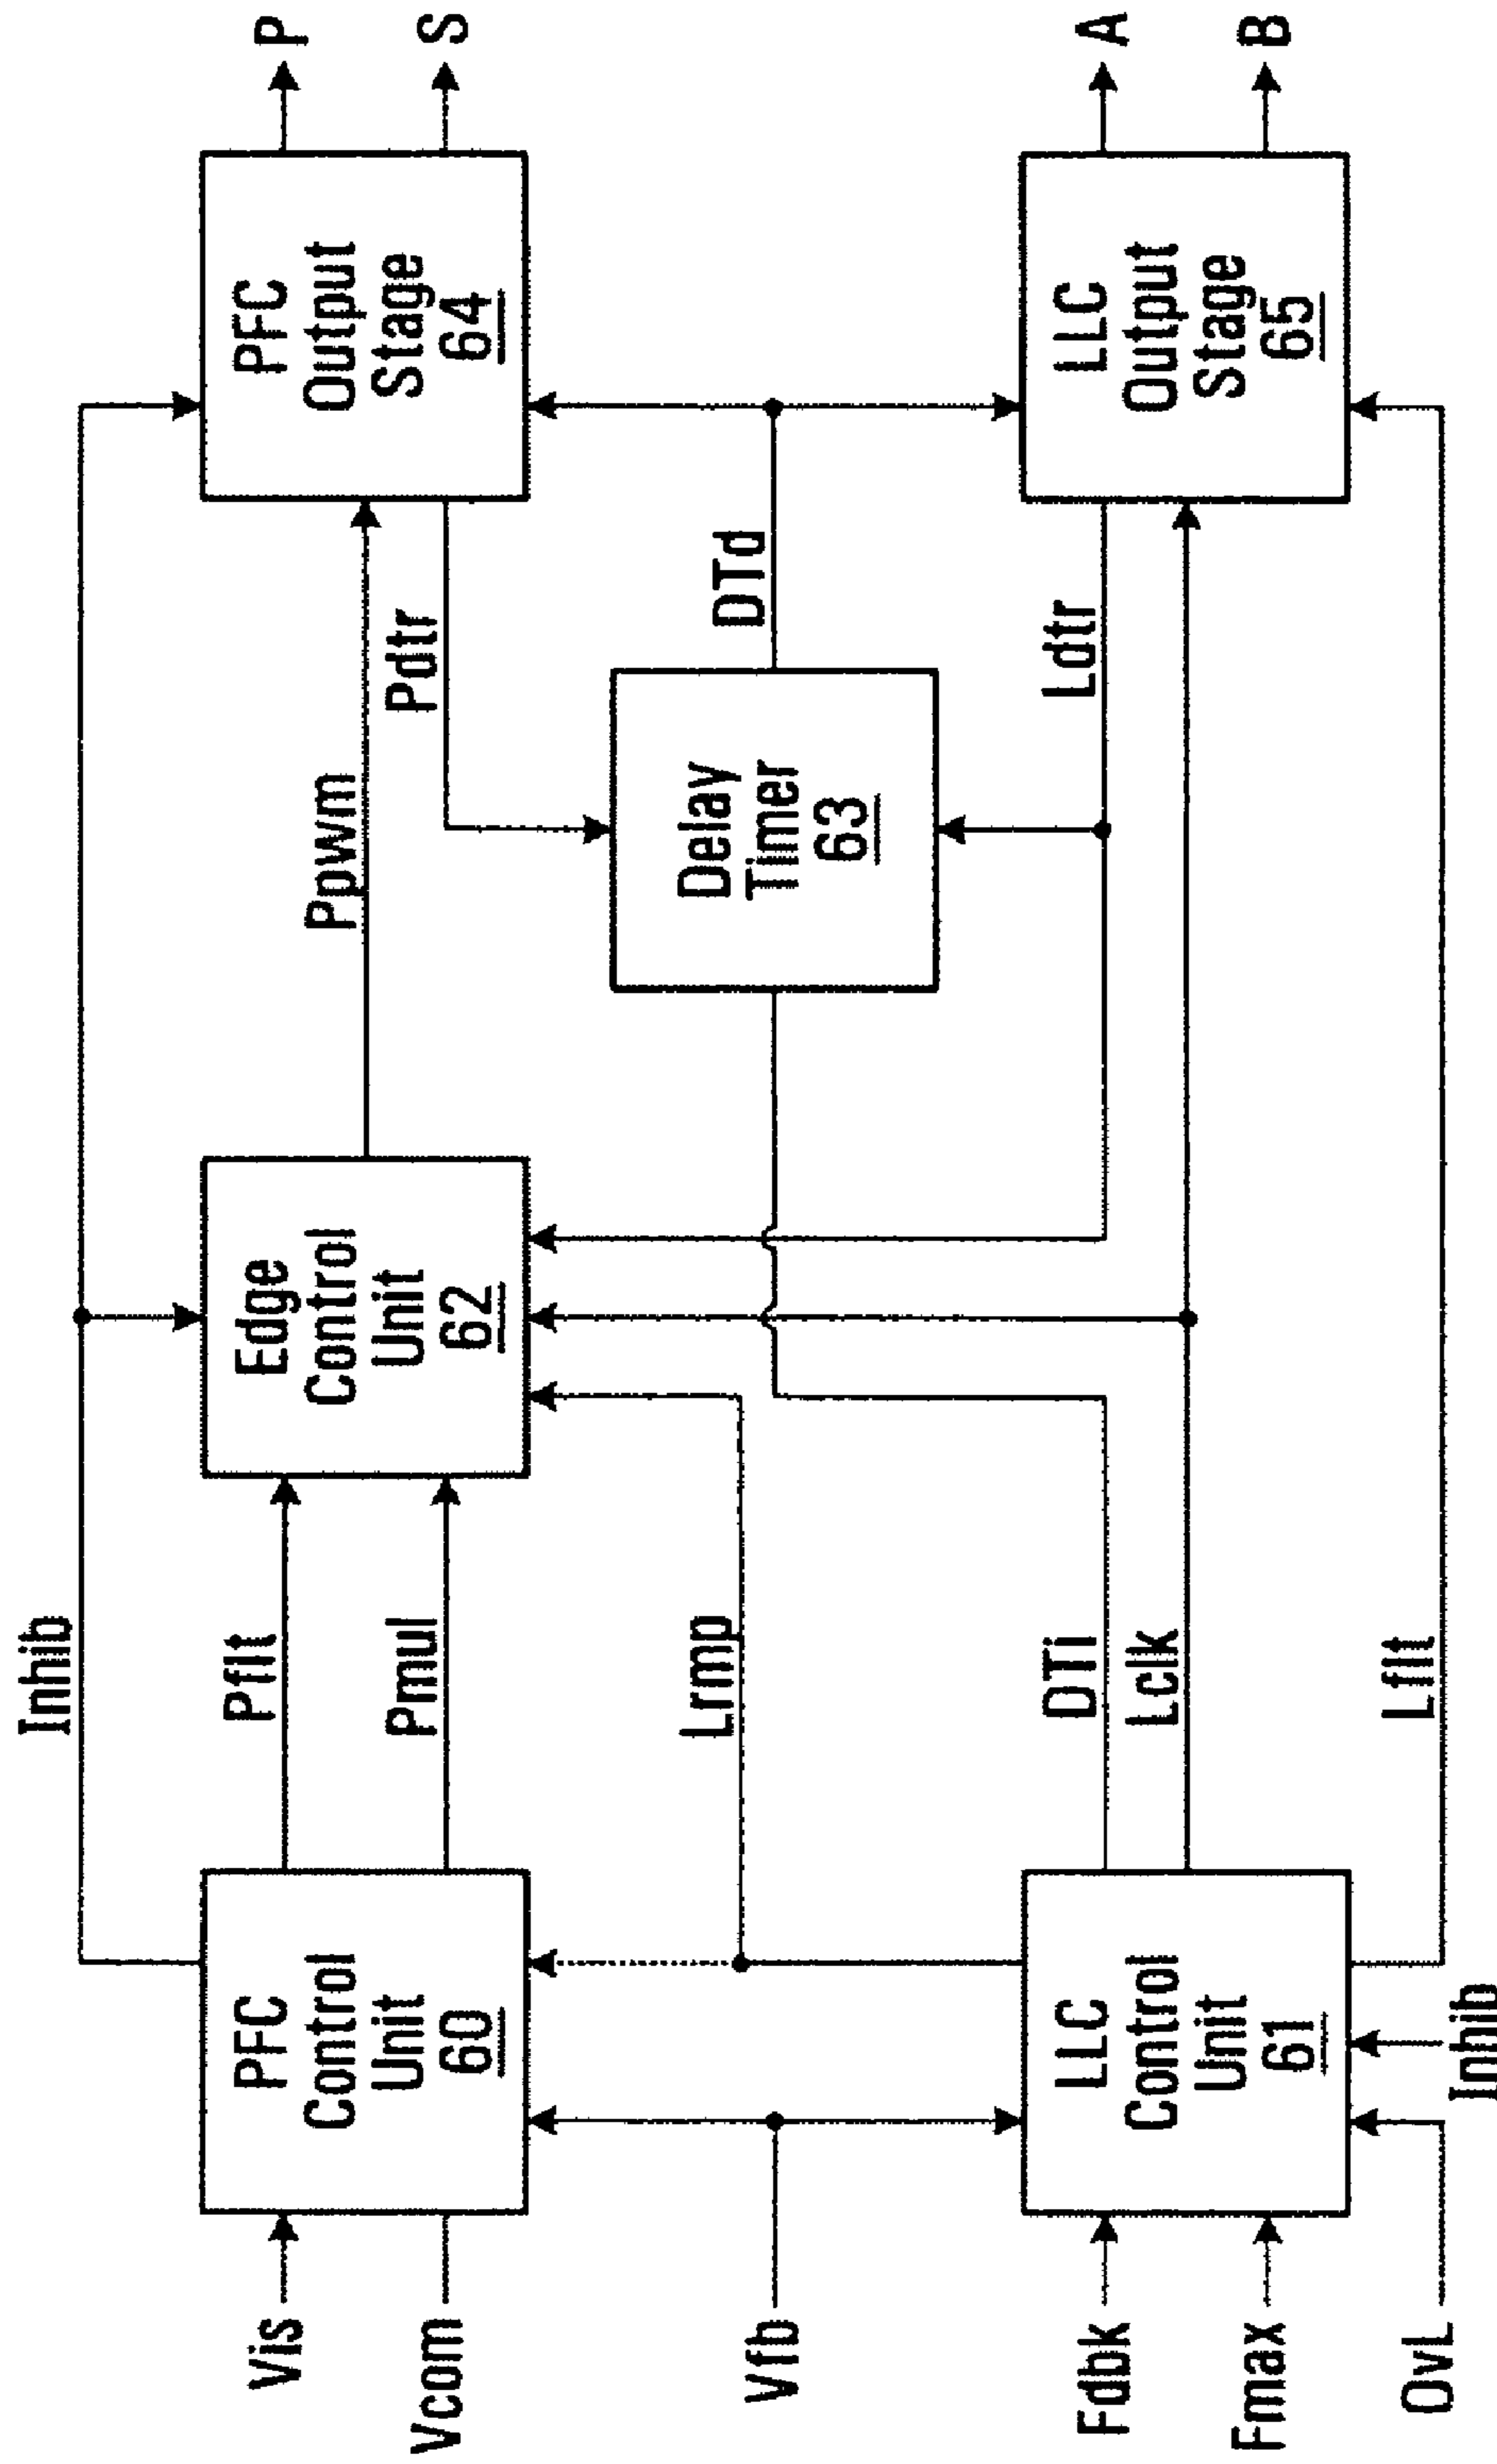 Inhib
Vis
Vcom
PFC
Control
Unit
60
Pflt
Pmul
Edge
Control
Unit
62
Ppwm
Pdtr
PFC
Output
Stage
64
P
S
Vfb
Lrmp
Delay
Timer
63
DTd
Fdbk
Fmax
LLC
Control
Unit
61
DTi
Lclk
Ldtr
LLC
Output
Stage
65
A
B
OvL
Inhib
Lflt